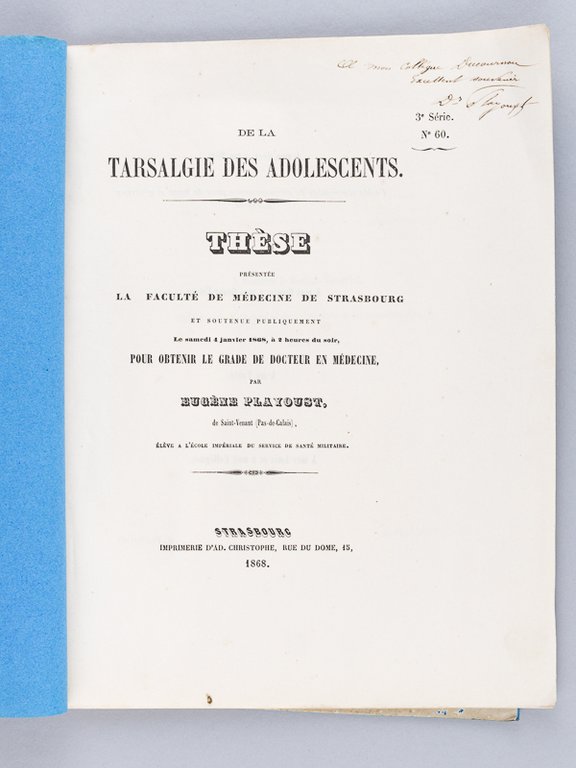 A mon Collègue Ducournau
Excellent souvenir
Dr Playoust
3e Série.
No 60.
DE LA
TARSALGIE DES ADOLESCENTS.
THÈSE
PRÉSENTÉE
LA FACULTÉ DE MÉDECINE DE STRASBOURG
ET SOUTENUE PUBLIQUEMENT
Le samedi 4 janvier 1868, à 2 heures du soir,
POUR OBTENIR LE GRADE DE DOCTEUR EN MÉDECINE,
PAR
EUGÈNE PLAYOUST,
de Saint-Venant (Pas-de-Calais),
ÉLÈVE A L'ÉCOLE IMPÉRIALE DU SERVICE DE SANTÉ MILITAIRE.
STRASBOURG
IMPRIMERIE D'AD. CHRISTOPHE, RUE DU DOME, 15,
1868.